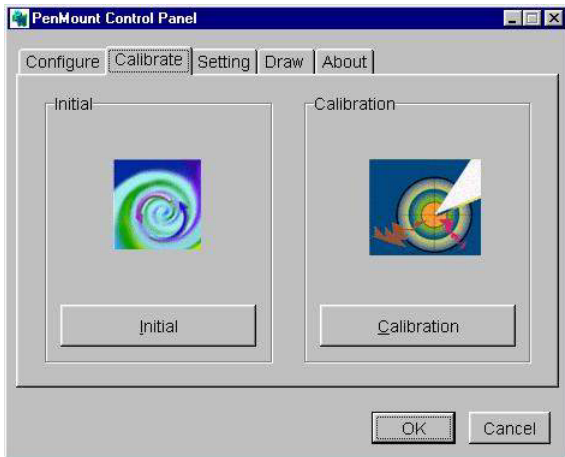 PenMount Control Panel
Configure Calibrate Setting Draw About
Initial
Calibration
Initial
Calibration
OK
Cancel